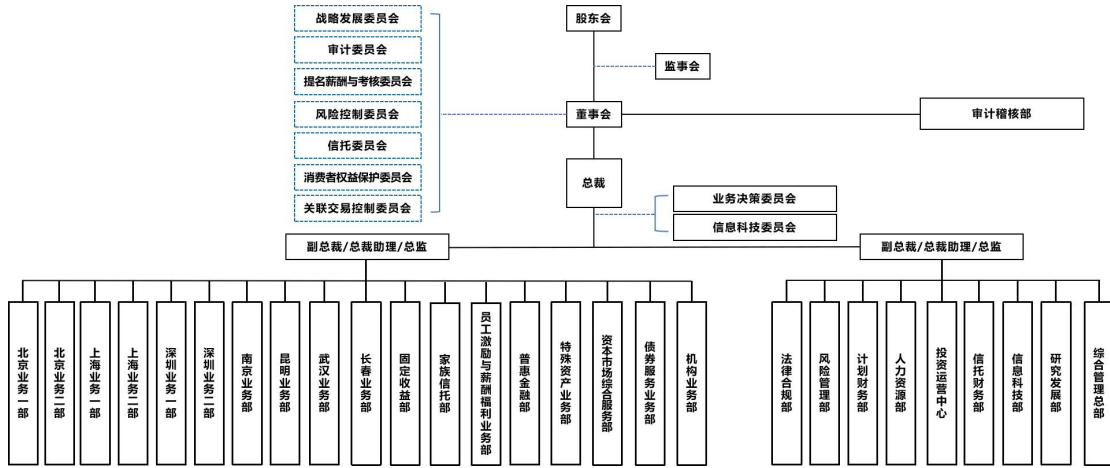 战略发展委员会
审计委员会
提名薪酬与考核委员会
风险控制委员会
信托委员会
消费者权益保护委员会
关联交易控制委员会
股东会
监事会
董事会
审计稽核部
总裁
业务决策委员会
信息科技委员会
副总裁/总裁助理/总监
副总裁/总裁助理/总监
北京业务一部
北京业务二部
上海业务一部
上海业务二部
深圳业务一部
深圳业务二部
南京业务部
昆明业务部
武汉业务部
长春业务部
固定收益部
家族信托部
员工激励与薪酬福利业务部
普惠金融部
特殊资产业务部
资本市场综合服务部
债券服务业务部
机构业务部
法律合规部
风险管理部
计划财务部
人力资源部
投资运营中心
信托财务部
信息科技部
研究发展部
综合管理总部